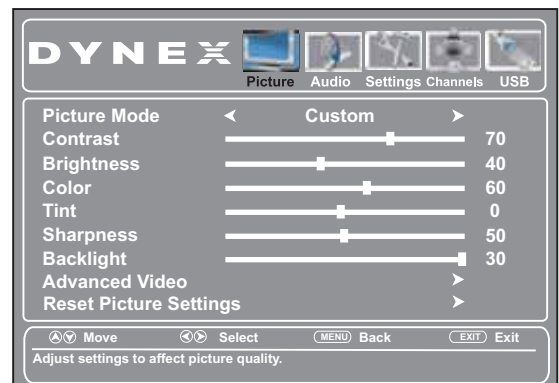 DYNEX
Picture Audio Settings Channels USB
Picture Mode Custom
Contrast 70
Brightness 40
Color 60
Tint 0
Sharpness 50
Backlight 30
Advanced Video
Reset Picture Settings
Move Select MENU Back EXIT Exit
Adjust settings to affect picture quality.